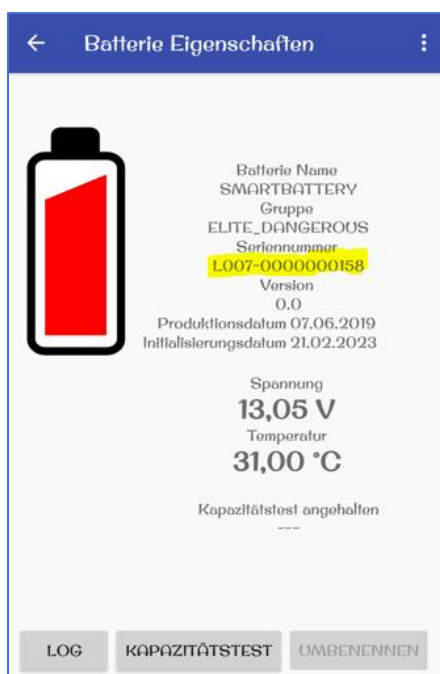 Batterie Eigenschaften
Batterie Name
SMARTBATTERY
Gruppe
ELITE_DANGEROUS
Seriennummer
L007-0000000158
Version
0.0
Produktionsdatum 07.06.2019
Initialisierungsdatum 21.02.2023
Spannung
13,05 V
Temperatur
31,00 °C
Kapazitätstest angehalten
---
LOG KAPAZITÄTSTEST UMBENENNEN